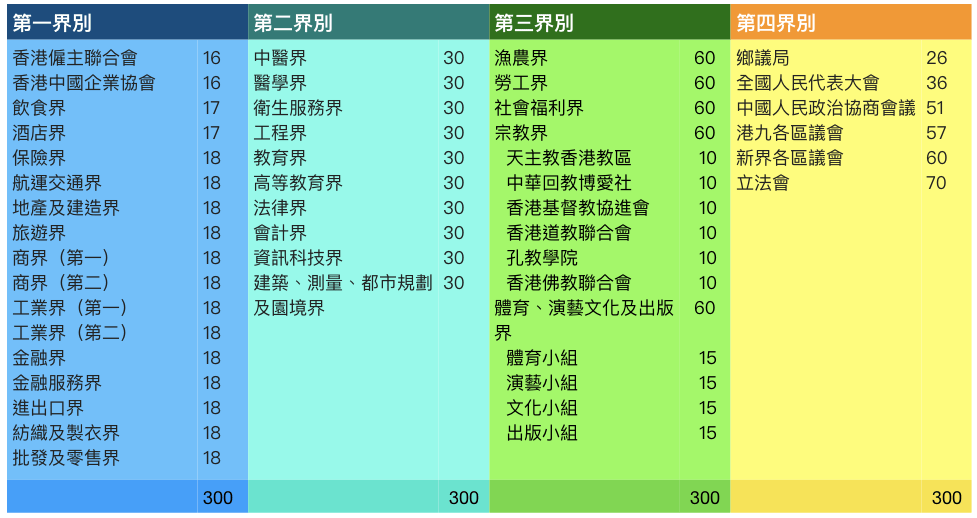 第一界別
香港僱主聯合會 16
香港中國企業協會 16
飲食界 17
酒店界 17
保險界 18
航運交通界 18
地產及建造界 18
旅遊界 18
商界（第一） 18
商界（第二） 18
工業界（第一） 18
工業界（第二） 18
金融界 18
金融服務界 18
進出口界 18
紡織及製衣界 18
批發及零售界 18
300
第二界別
中醫界 30
醫學界 30
衛生服務界 30
工程界 30
教育界 30
高等教育界 30
法律界 30
會計界 30
資訊科技界 30
建築、測量、都市規劃 30
及園境界
300
第三界別
漁農界 60
勞工界 60
社會福利界 60
宗教界 60
天主教香港教區 10
中華回教博愛社 10
香港基督教協進會 10
香港道教聯合會 10
孔教學院 10
香港佛教聯合會 10
體育、演藝文化及出版 60
界
體育小組 15
演藝小組 15
文化小組 15
出版小組 15
300
第四界別
鄉議局 26
全國人民代表大會 36
中國人民政治協商會議 51
港九各區議會 57
新界各區議會 60
立法會 70
300